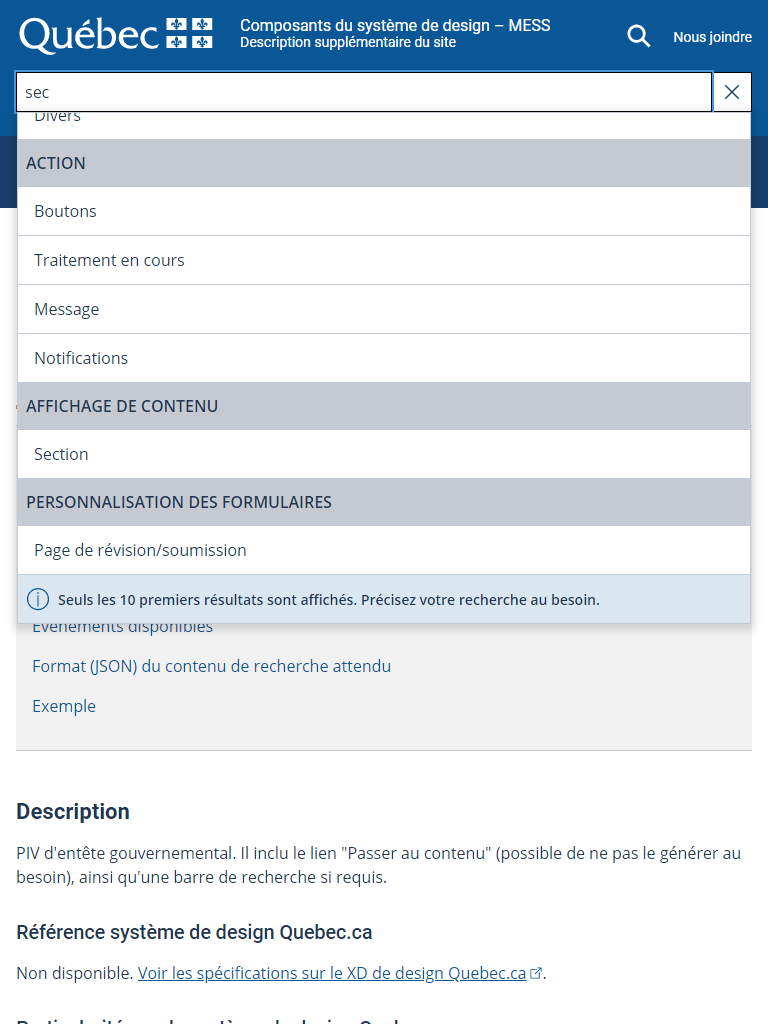 Québec
Composants du système de design – MESS
Description supplémentaire du site
Nous joindre
sec
Divers
ACTION
Boutons
Traitement en cours
Message
Notifications
AFFICHAGE DE CONTENU
Section
PERSONNALISATION DES FORMULAIRES
Page de révision/soumission
Seuls les 10 premiers résultats sont affichés. Précisez votre recherche au besoin.
Événements disponibles
Format (JSON) du contenu de recherche attendu
Exemple
Description
PIV d'entête gouvernemental. Il inclu le lien "Passer au contenu" (possible de ne pas le générer au
besoin), ainsi qu'une barre de recherche si requis.
Référence système de design Quebec.ca
Non disponible. Voir les spécifications sur le XD de design Quebec.ca.